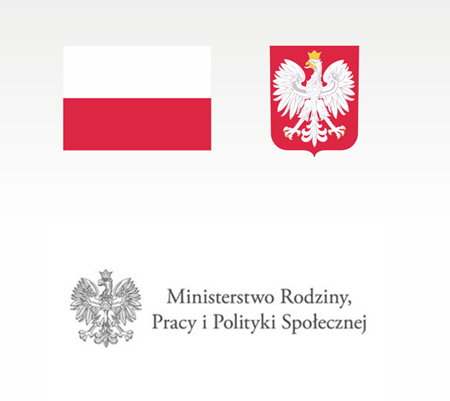 Ministerstwo Rodziny,
Pracy i Polityki Społecznej